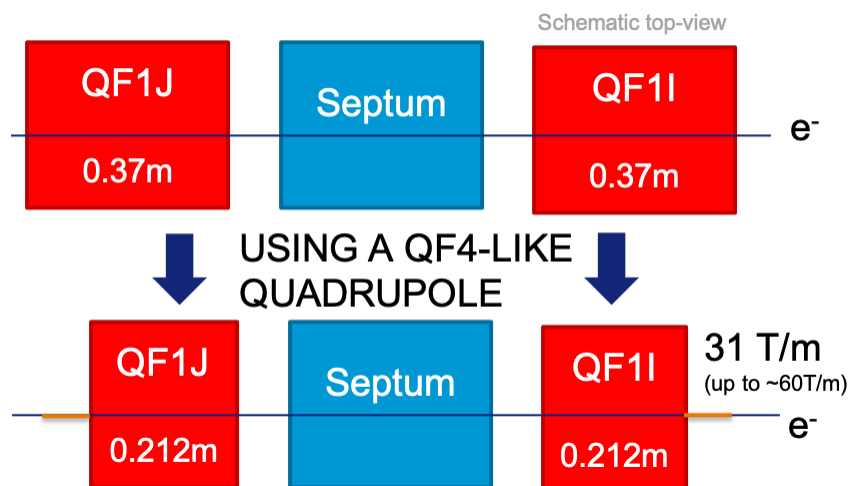 Schematic top-view
QF1J
Septum
QF1I
e-
0.37m
0.37m
USING A QF4-LIKE
QUADRUPOLE
QF1J
Septum
QF1I
31 T/m
(up to ~60T/m)
e-
0.212m
0.212m